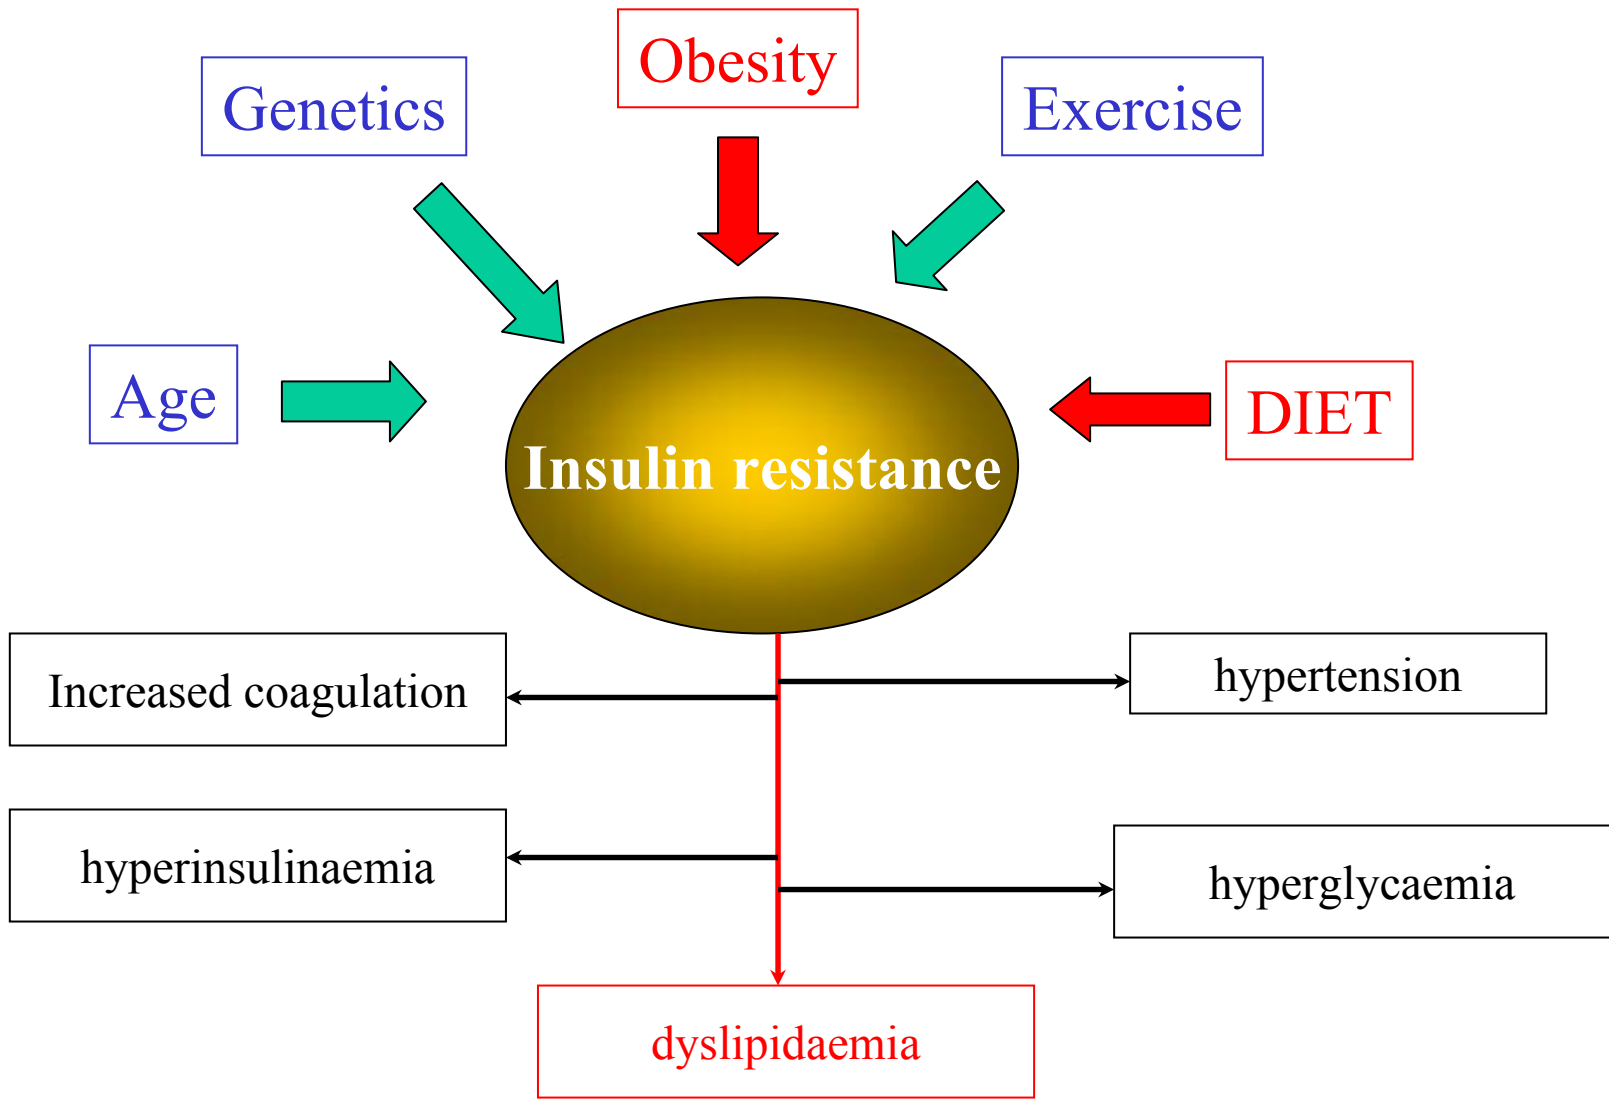 Obesity
Genetics
Exercise
Age
DIET
Insulin resistance
Increased coagulation
hypertension
hyperinsulinaemia
hyperglycaemia
dyslipidaemia